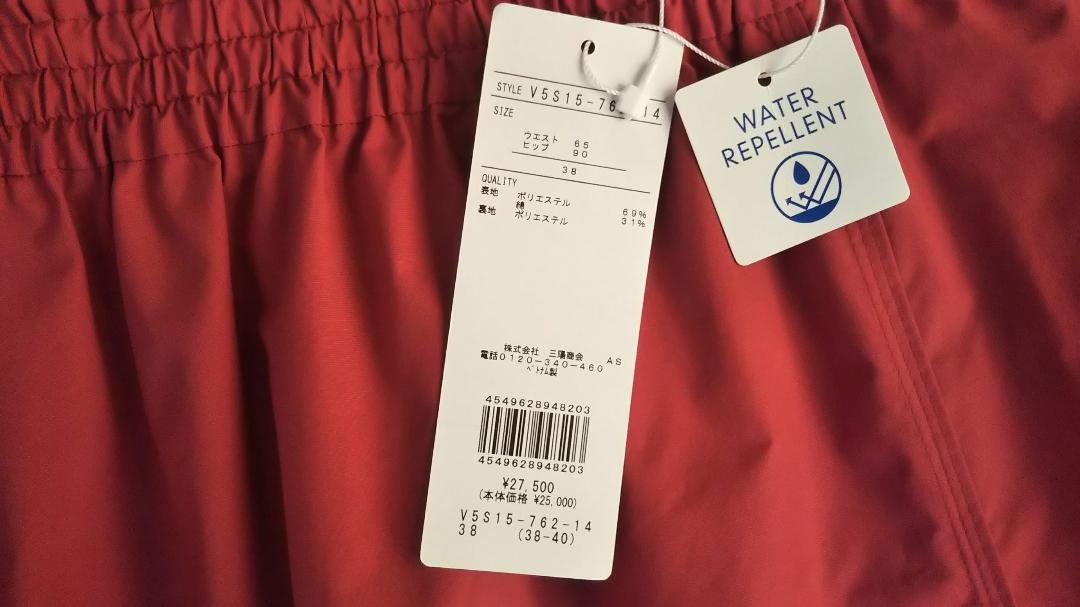 STYLE V5S15-76 14
SIZE
ウエスト 65
ヒップ 90
38
QUALITY
表地 ポリエステル 69%
綿 31%
裏地 ポリエステル
株式会社 三陽商会 AS
電話0120-340-460
ベトナム製
4549628948203
4549628948203
¥27,500
(本体価格 ¥25,000)
V5S15-762-14
38 (38-40)
WATER
REPELLENT